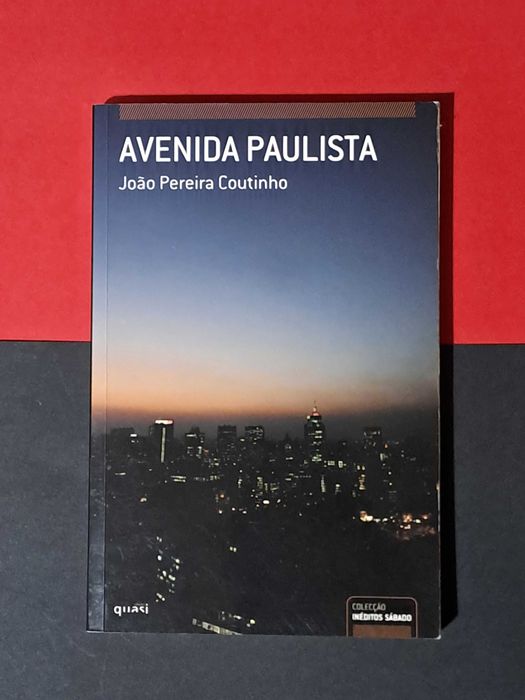 AVENIDA PAULISTA
João Pereira Coutinho
quasi
COLECÇÃO
INÉDITOS SÁBADO